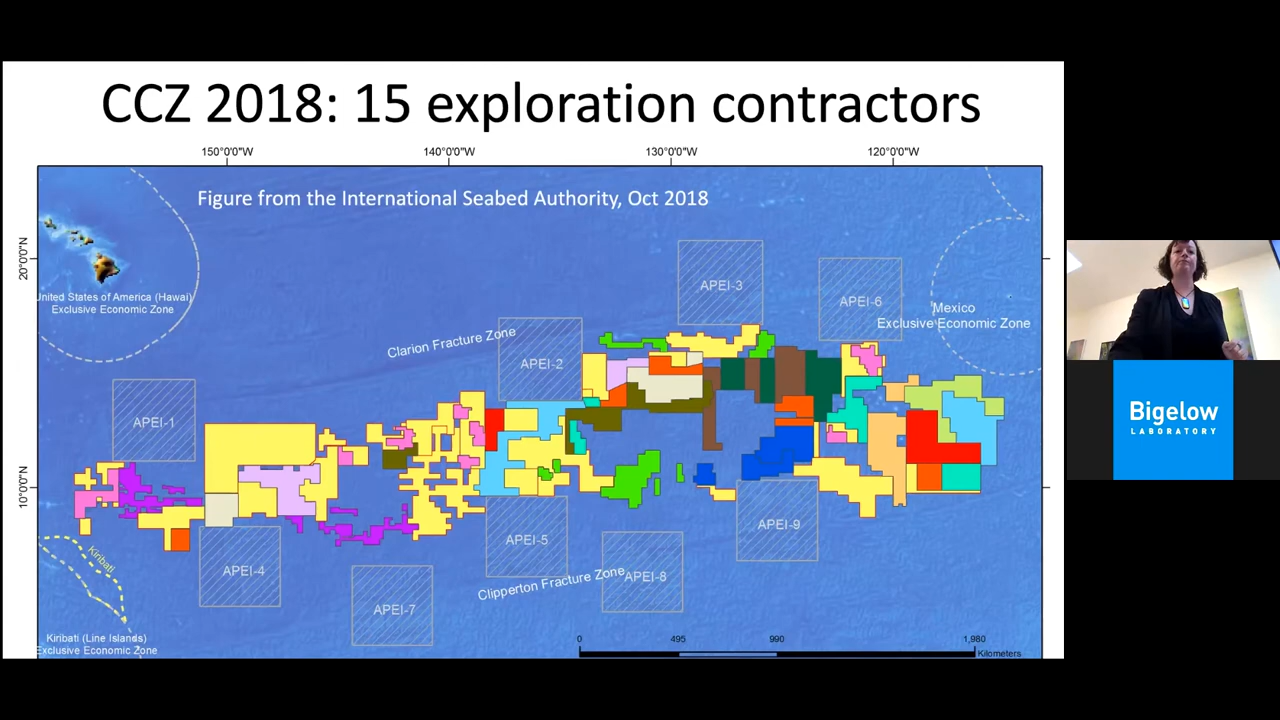 CCZ 2018: 15 exploration contractors
150°0'0"W
140°0'0"W
130°0'0"W
120°0'0"W
Figure from the International Seabed Authority, Oct 2018
20°0'0"N
10°0'0"N
United States of America (Hawai)
Exclusive Economic Zone
Mexico
Exclusive Economic Zone
Clarion Fracture Zone
APEI-3
APEI-6
APEI-2
APEI-1
APEI-9
APEI-5
APEI-4
APEI-8
APEI-7
Clipperton Fracture Zone
Kiribati
Kiribati (Line Islands)
Exclusive Economic Zone
0
495
990
1,980
Kilometers
Bigelow
LABORATORY